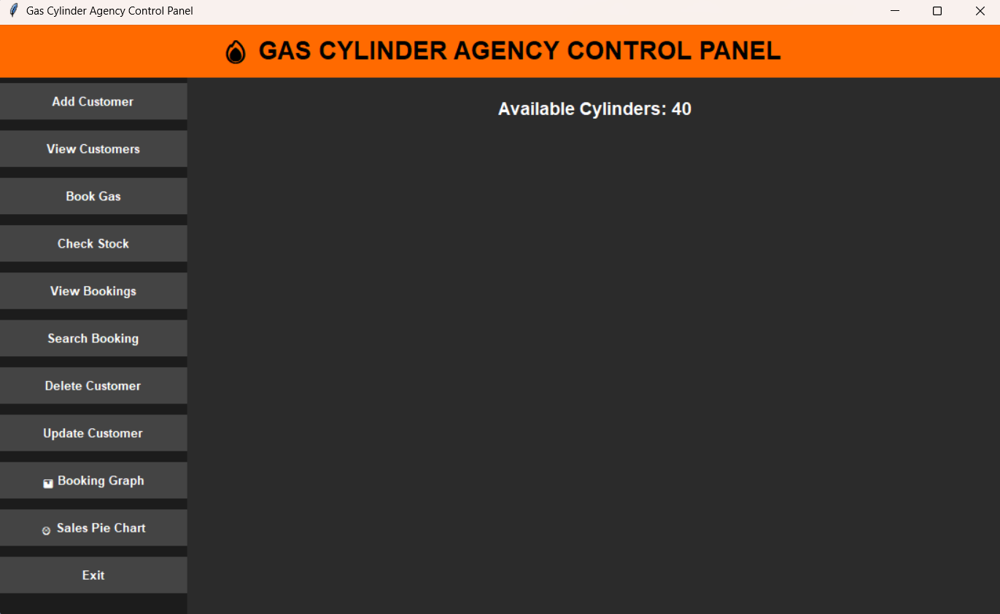 Gas Cylinder Agency Control Panel
GAS CYLINDER AGENCY CONTROL PANEL
Add Customer
View Customers
Book Gas
Check Stock
View Bookings
Search Booking
Delete Customer
Update Customer
Booking Graph
Sales Pie Chart
Exit
Available Cylinders: 40